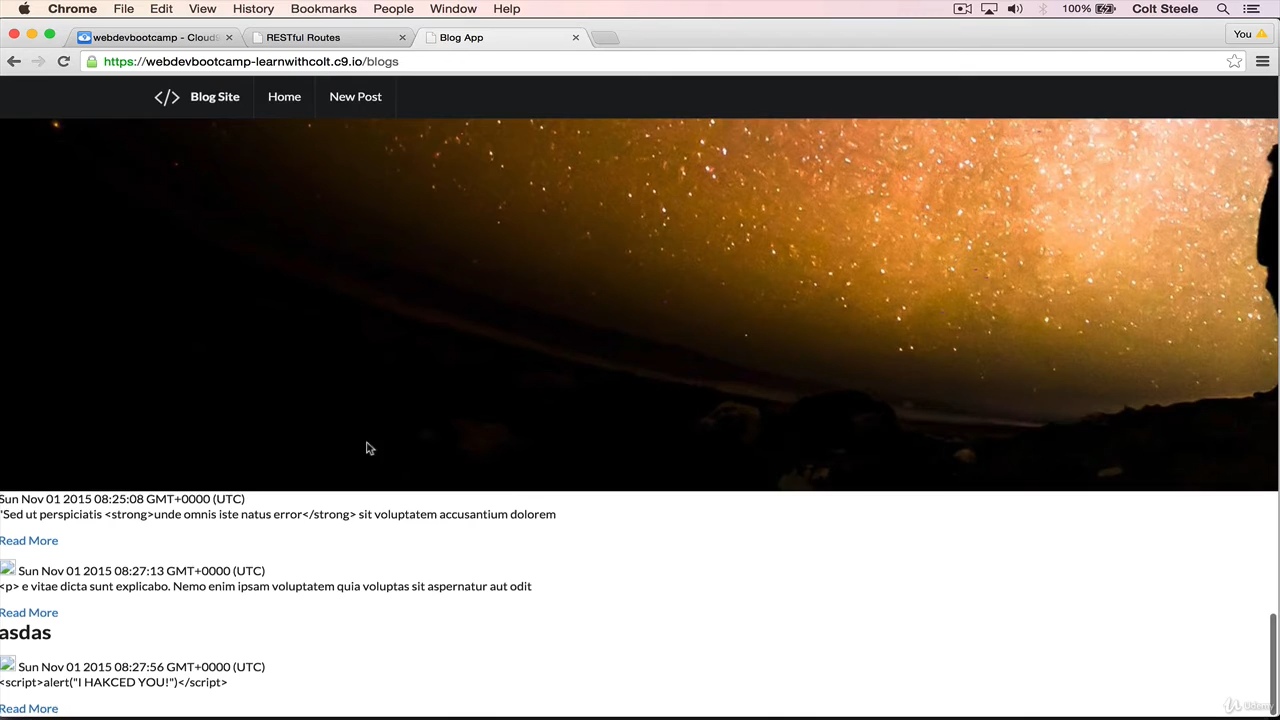 Chrome File Edit View History Bookmarks People Window Help 100% Colt Steele
webdevbootcamp - Cloud RESTful Routes Blog App You
https://webdevbootcamp-learnwithcolt.c9.io/blogs
</> Blog Site Home New Post
Sun Nov 01 2015 08:25:08 GMT+0000 (UTC)
"Sed ut perspiciatis <strong>unde omnis iste natus error</strong> sit voluptatem accusantium dolorem
Read More
Sun Nov 01 2015 08:27:13 GMT+0000 (UTC)
<p> e vitae dicta sunt explicabo. Nemo enim ipsam voluptatem quia voluptas sit aspernatur aut odit
Read More
asdas
Sun Nov 01 2015 08:27:56 GMT+0000 (UTC)
<script>alert("I HAKCED YOU!")</script>
Read More
Udemy